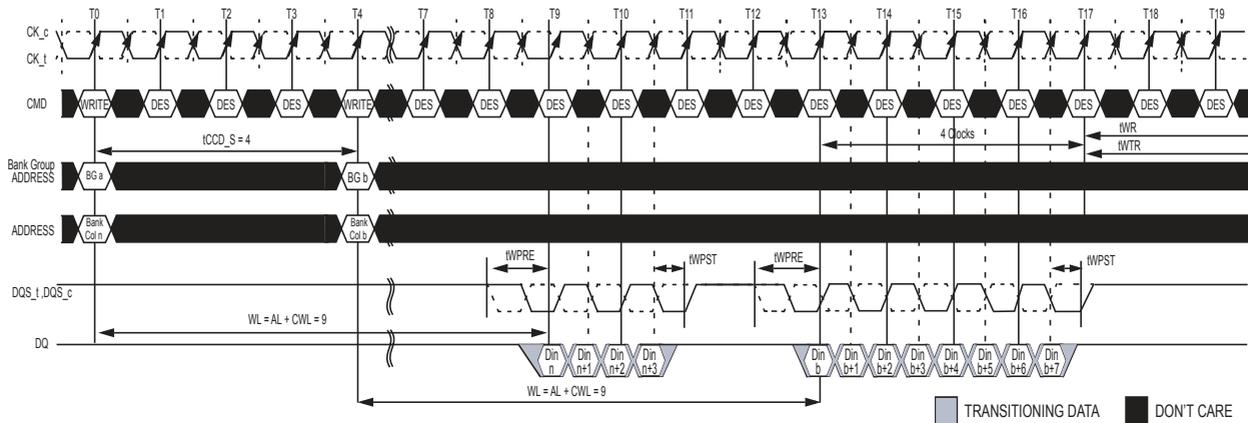 T0 T1 T2 T3 T4 T7 T8 T9 T10 T11 T12 T13 T14 T15 T16 T17 T18 T19
CK_c
CK_t
CMD WRITE DES DES DES WRITE DES DES DES DES DES DES DES DES DES DES DES DES DES
tCCD_S = 4
4 Clocks
tWR
tWTR
Bank Group
ADDRESS
BG a
BG b
ADDRESS
Bank
Col n
Bank
Col b
tWPRE
tWPST
tWPRE
tWPST
DQS_t ,DQS_c
WL = AL + CWL = 9
DQ
Din
n
Din
n+1
Din
n+2
Din
n+3
Din
b
Din
b+1
Din
b+2
Din
b+3
Din
b+4
Din
b+5
Din
b+6
Din
b+7
WL = AL + CWL = 9
TRANSITIONING DATA
DON'T CARE